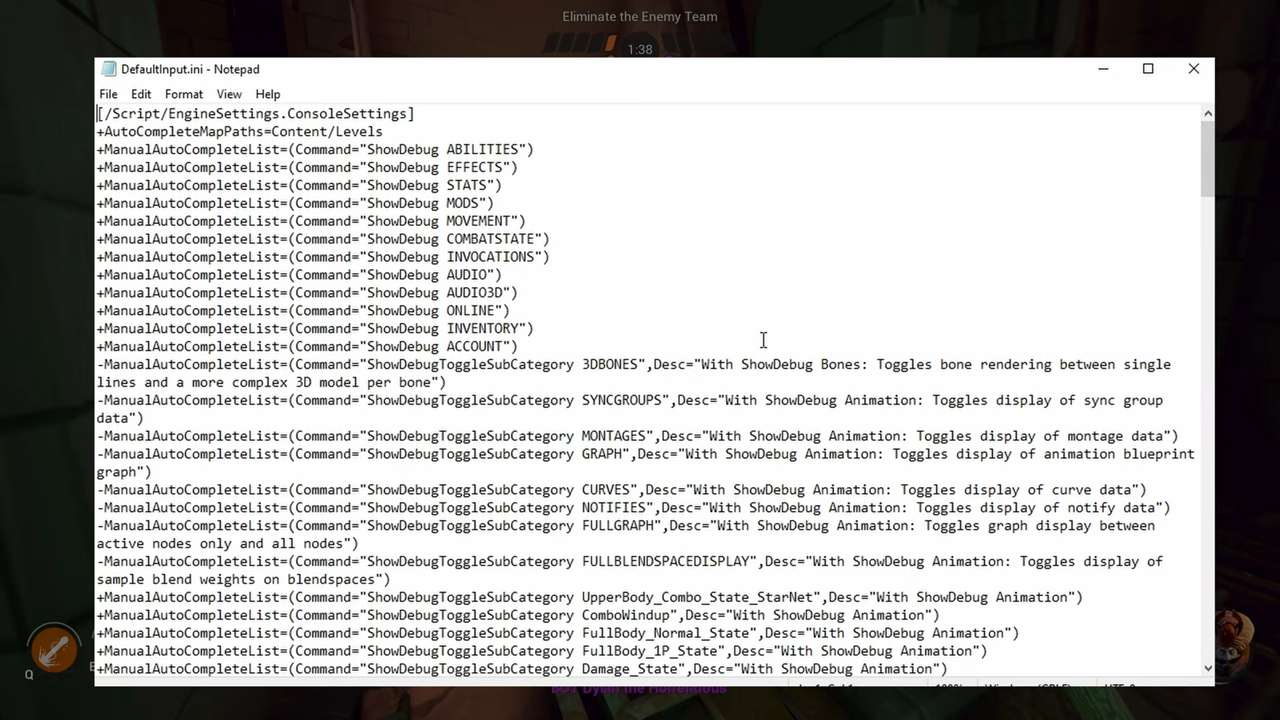 Eliminate the Enemy Team
1:38
DefaultInput.ini - Notepad
File Edit Format View Help
[/Script/EngineSettings.ConsoleSettings]
+AutoCompleteMapPaths=Content/Levels
+ManualAutoCompleteList=(Command="ShowDebug ABILITIES")
+ManualAutoCompleteList=(Command="ShowDebug EFFECTS")
+ManualAutoCompleteList=(Command="ShowDebug STATS")
+ManualAutoCompleteList=(Command="ShowDebug MODS")
+ManualAutoCompleteList=(Command="ShowDebug MOVEMENT")
+ManualAutoCompleteList=(Command="ShowDebug COMBATSTATE")
+ManualAutoCompleteList=(Command="ShowDebug INVOCATIONS")
+ManualAutoCompleteList=(Command="ShowDebug AUDIO")
+ManualAutoCompleteList=(Command="ShowDebug AUDIO3D")
+ManualAutoCompleteList=(Command="ShowDebug ONLINE")
+ManualAutoCompleteList=(Command="ShowDebug INVENTORY")
+ManualAutoCompleteList=(Command="ShowDebug ACCOUNT")
-ManualAutoCompleteList=(Command="ShowDebugToggleSubCategory 3DBONES",Desc="With ShowDebug Bones: Toggles bone rendering between single
lines and a more complex 3D model per bone")
-ManualAutoCompleteList=(Command="ShowDebugToggleSubCategory SYNCGROUPS",Desc="With ShowDebug Animation: Toggles display of sync group
data")
-ManualAutoCompleteList=(Command="ShowDebugToggleSubCategory MONTAGES",Desc="With ShowDebug Animation: Toggles display of montage data")
-ManualAutoCompleteList=(Command="ShowDebugToggleSubCategory GRAPH",Desc="With ShowDebug Animation: Toggles display of animation blueprint
graph")
-ManualAutoCompleteList=(Command="ShowDebugToggleSubCategory CURVES",Desc="With ShowDebug Animation: Toggles display of curve data")
-ManualAutoCompleteList=(Command="ShowDebugToggleSubCategory NOTIFIES",Desc="With ShowDebug Animation: Toggles display of notify data")
-ManualAutoCompleteList=(Command="ShowDebugToggleSubCategory FULLGRAPH",Desc="With ShowDebug Animation: Toggles graph display between
active nodes only and all nodes")
-ManualAutoCompleteList=(Command="ShowDebugToggleSubCategory FULLBLENDSPACEDISPLAY",Desc="With ShowDebug Animation: Toggles display of
sample blend weights on blendspaces")
+ManualAutoCompleteList=(Command="ShowDebugToggleSubCategory UpperBody_Combo_State_StarNet",Desc="With ShowDebug Animation")
+ManualAutoCompleteList=(Command="ShowDebugToggleSubCategory ComboWindup",Desc="With ShowDebug Animation")
+ManualAutoCompleteList=(Command="ShowDebugToggleSubCategory FullBody_Normal_State",Desc="With ShowDebug Animation")
+ManualAutoCompleteList=(Command="ShowDebugToggleSubCategory FullBody_1P_State",Desc="With ShowDebug Animation")
+ManualAutoCompleteList=(Command="ShowDebugToggleSubCategory Damage_State",Desc="With ShowDebug Animation")
Q
BOT Dylan the Horrendous